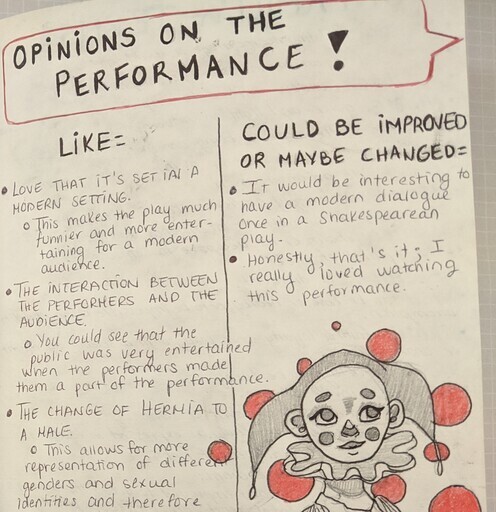 OPINIONS ON THE
PERFORMANCE !
LIKE=
• LOVE THAT IT'S SET IN A
MODERN SETTING.
o This makes the play much
funnier and more enter-
taining for a modern
audience.
• THE INTERACTION BETWEEN
THE PERFORMERS AND THE
AUDIENCE.
o You could see that the
public was very entertained
when the performers made
them a part of the performance.
• THE CHANGE OF HERMIA TO
A MALE.
o This allows for more
representation of different
genders and sexual
identities and therefore
COULD BE IMPROVED
OR MAYBE CHANGED=
• It would be interesting to
have a modern dialogue
once in a Shakespearean
play.
• Honestly, that's it; I
really loved watching
this performance.